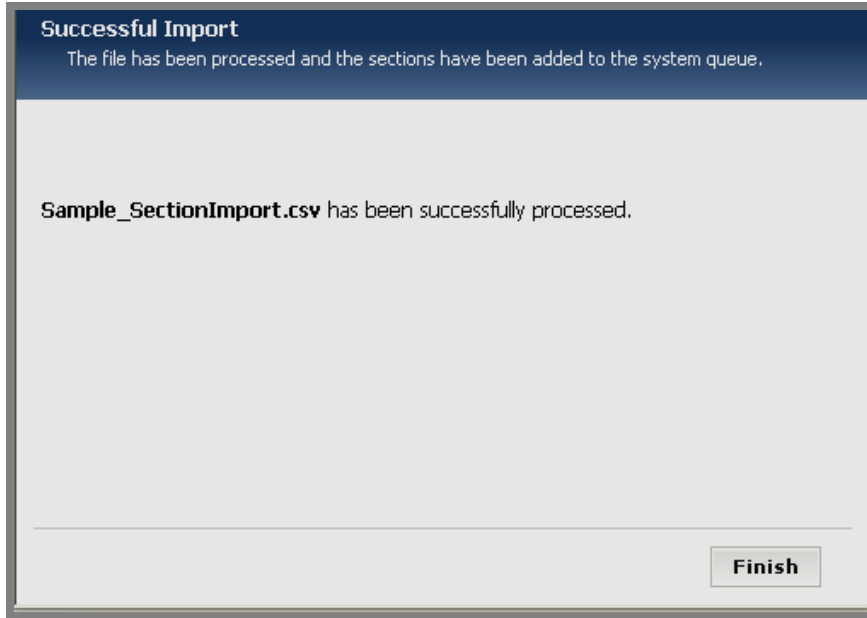 Successful Import
The file has been processed and the sections have been added to the system queue.
Sample_SectionImport.csv has been successfully processed.
Finish